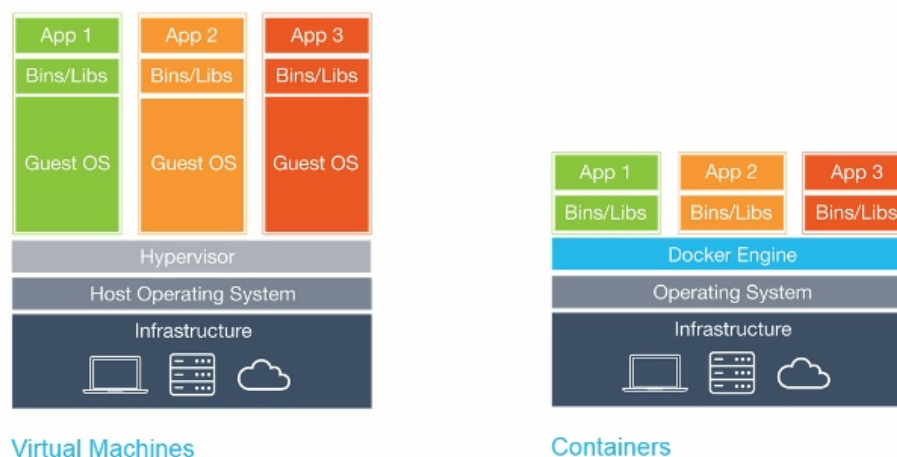 App 1
App 2
App 3
Bins/Libs
Bins/Libs
Bins/Libs
Guest OS
Guest OS
Guest OS
Hypervisor
Host Operating System
Infrastructure
Virtual Machines
App 1
App 2
App 3
Bins/Libs
Bins/Libs
Bins/Libs
Docker Engine
Operating System
Infrastructure
Containers